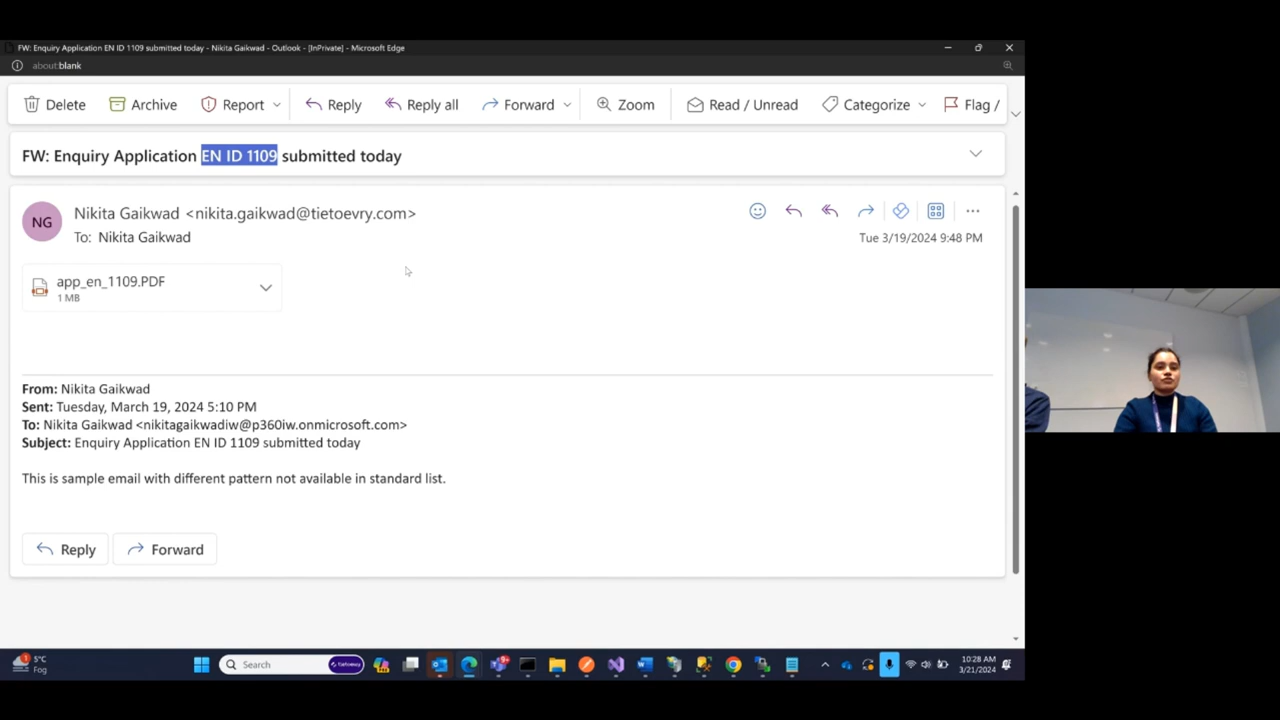 FW: Enquiry Application EN ID 1109 submitted today - Nikita Gaikwad - Outlook - [InPrivate] - Microsoft Edge
about:blank
Delete Archive Report Reply Reply all Forward Zoom Read / Unread Categorize Flag /
FW: Enquiry Application EN ID 1109 submitted today
NG
Nikita Gaikwad <nikita.gaikwad@tietoevry.com>
To: Nikita Gaikwad
Tue 3/19/2024 9:48 PM
app_en_1109.PDF
1 MB
From: Nikita Gaikwad
Sent: Tuesday, March 19, 2024 5:10 PM
To: Nikita Gaikwad <nikitagaikwadiw@p360iw.onmicrosoft.com>
Subject: Enquiry Application EN ID 1109 submitted today
This is sample email with different pattern not available in standard list.
Reply Forward
5°C
Fog
Search
tietoevry
10:28 AM
3/21/2024